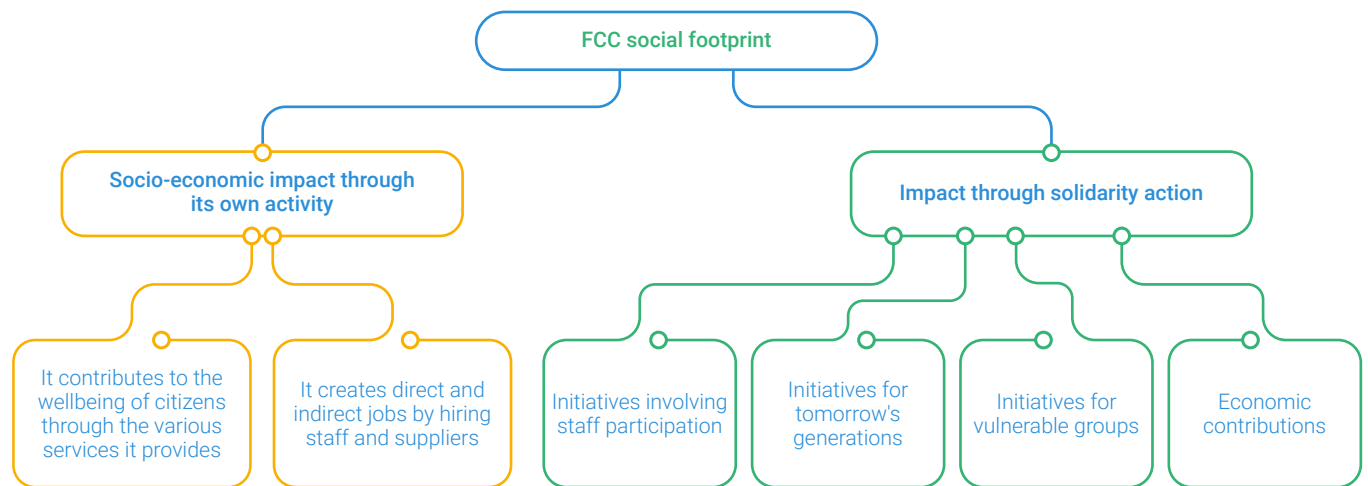 FCC social footprint
Socio-economic impact through
its own activity
Impact through solidarity action
It contributes to the
wellbeing of citizens
through the various
services it provides
It creates direct and
indirect jobs by hiring
staff and suppliers
Initiatives involving
staff participation
Initiatives for
tomorrow's
generations
Initiatives for
vulnerable groups
Economic
contributions